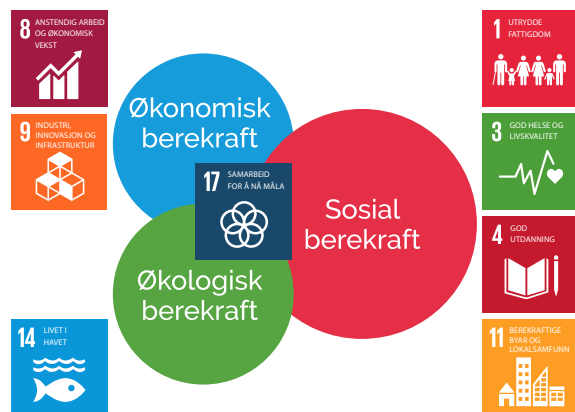 8 ANSTENDIG ARBEID
OG ØKONOMISK
VEKST
9 INDUSTRI,
INNOVASJON OG
INFRASTRUKTUR
14 LIVET I
HAVET
Økonomisk
berekraft
17 SAMARBEID
FOR Å NÅ MÅLA
Sosial
berekraft
Økologisk
berekraft
1 UTRYDDE
FATTIGDOM
3 GOD HELSE OG
LIVSKVALITET
4 GOD
UTDANNING
11 BEREKRAFTIGE
BYAR OG
LOKALSAMFUNN